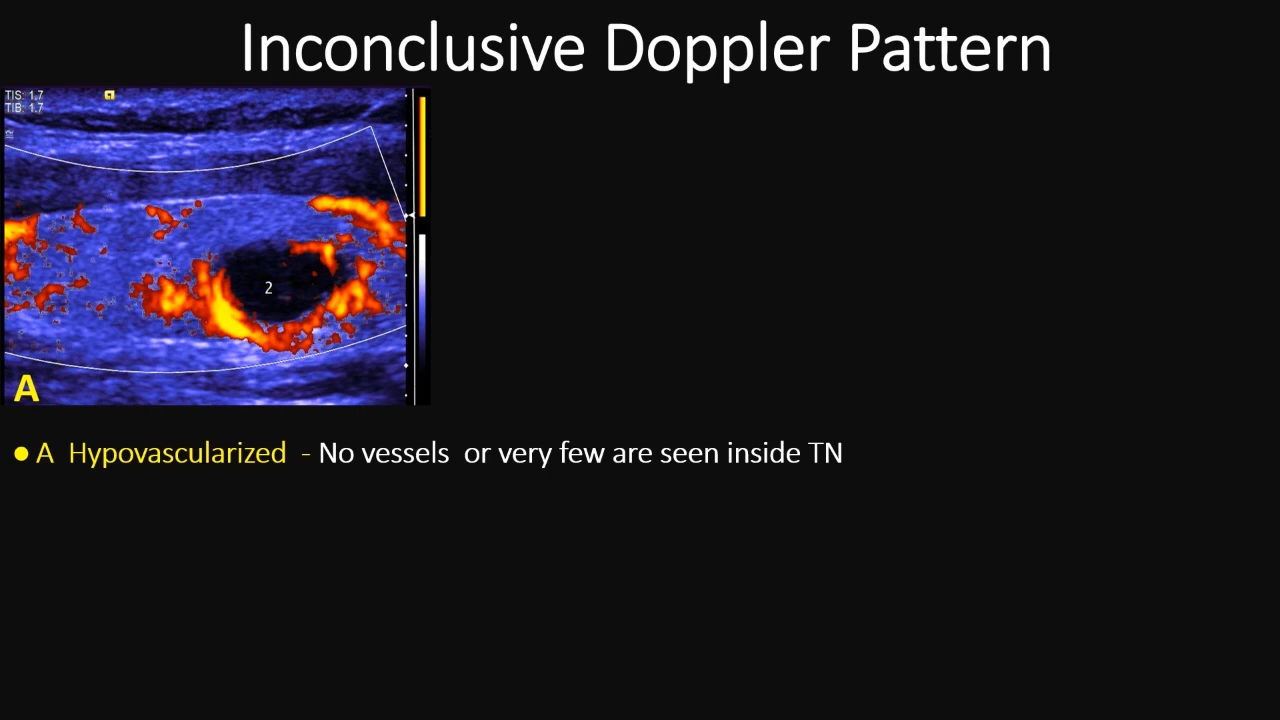 Inconclusive Doppler Pattern
TIS: 1.7
TIB: 1.7
2
A
● A Hypovascularized - No vessels or very few are seen inside TN